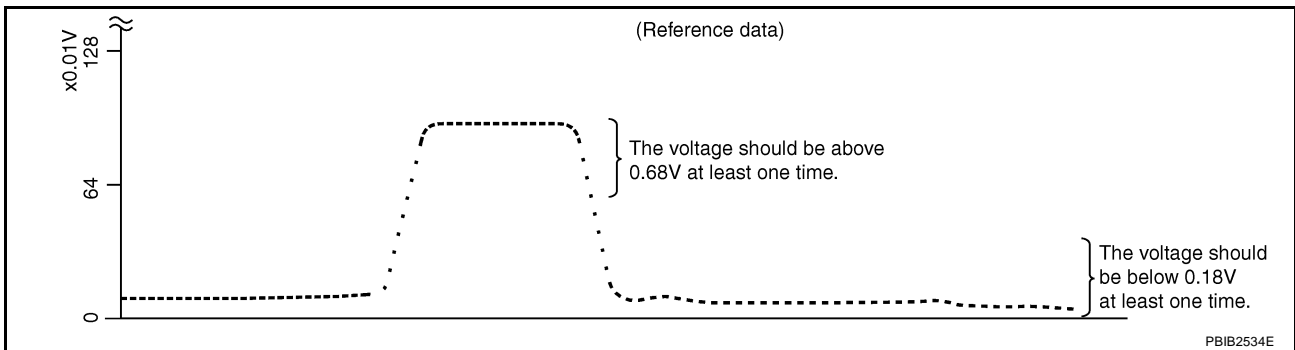 (Reference data)
x0.01V
128
64
0
The voltage should be above
0.68V at least one time.
The voltage should
be below 0.18V
at least one time.
PBIB2534E